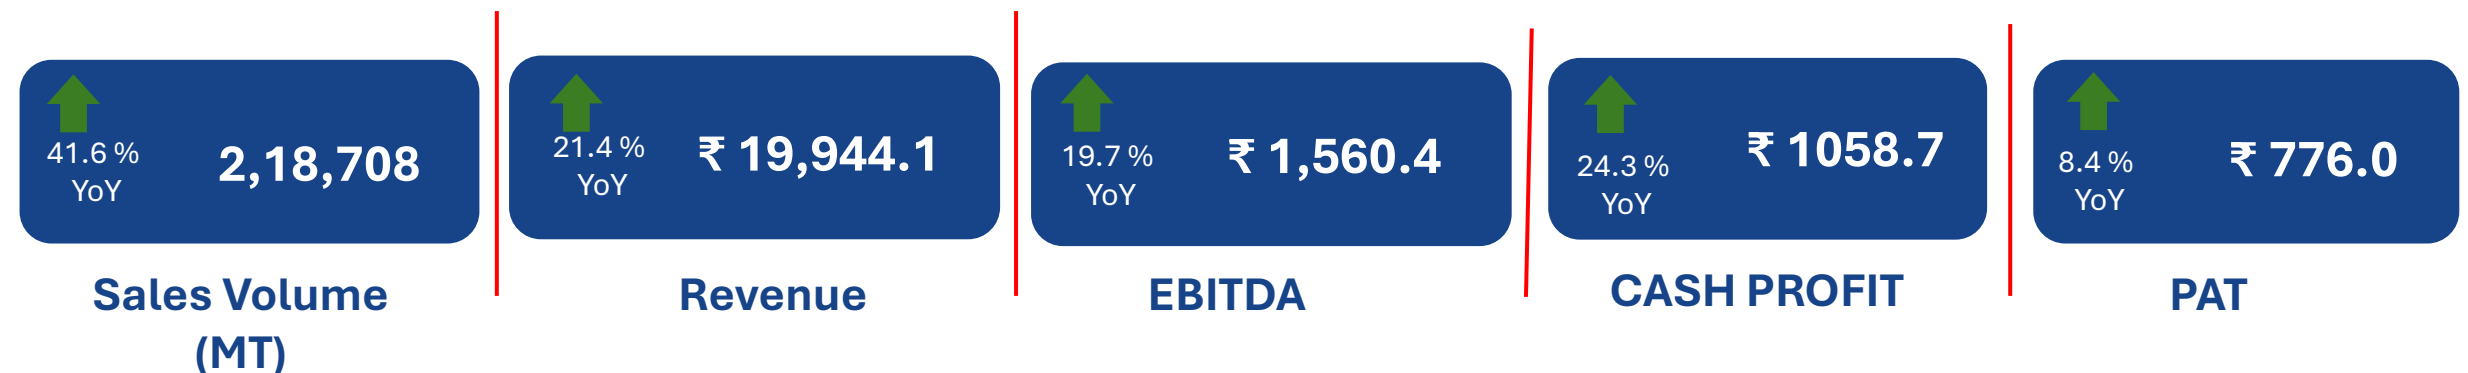 41.6 %
YoY
2,18,708
Sales Volume
(MT)
21.4 %
YoY
₹ 19,944.1
Revenue
19.7 %
YoY
₹ 1,560.4
EBITDA
24.3 %
YoY
₹ 1058.7
CASH PROFIT
8.4 %
YoY
₹ 776.0
PAT